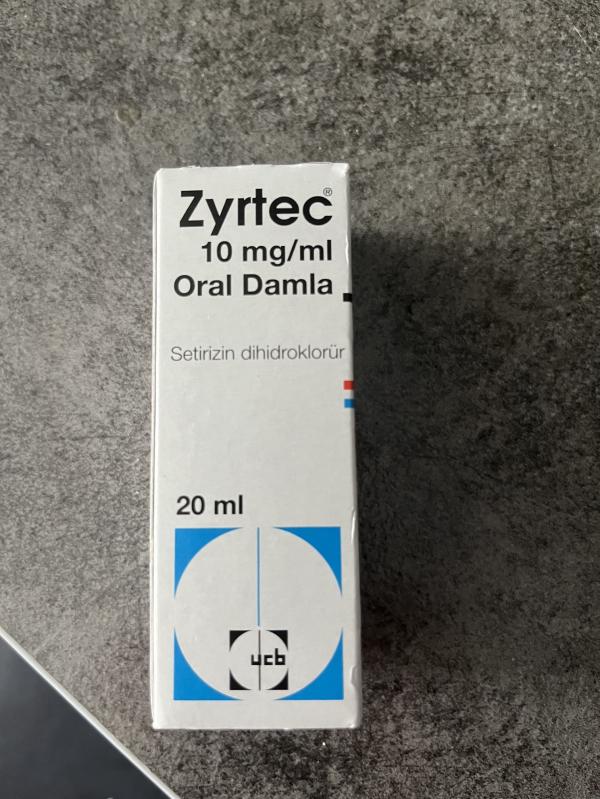 Zyrtec®
10 mg/ml
Oral Damla
Setirizin dihidroklorür
20 ml
ucb